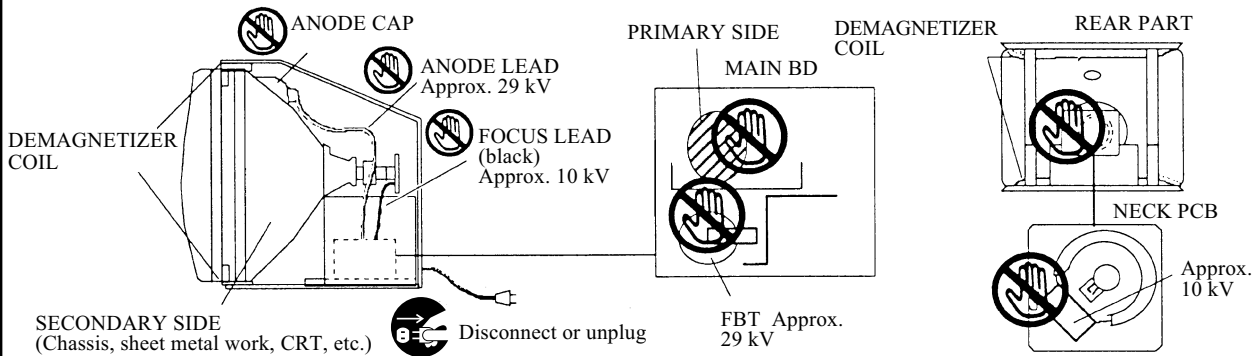 ANODE CAP
ANODE LEAD
Approx. 29 kV
FOCUS LEAD
(black)
Approx. 10 kV
DEMAGNETIZER
COIL
SECONDARY SIDE
(Chassis, sheet metal work, CRT, etc.)
Disconnect or unplug
PRIMARY SIDE
MAIN BD
FBT Approx.
29 kV
DEMAGNETIZER
COIL
REAR PART
NECK PCB
Approx.
10 kV